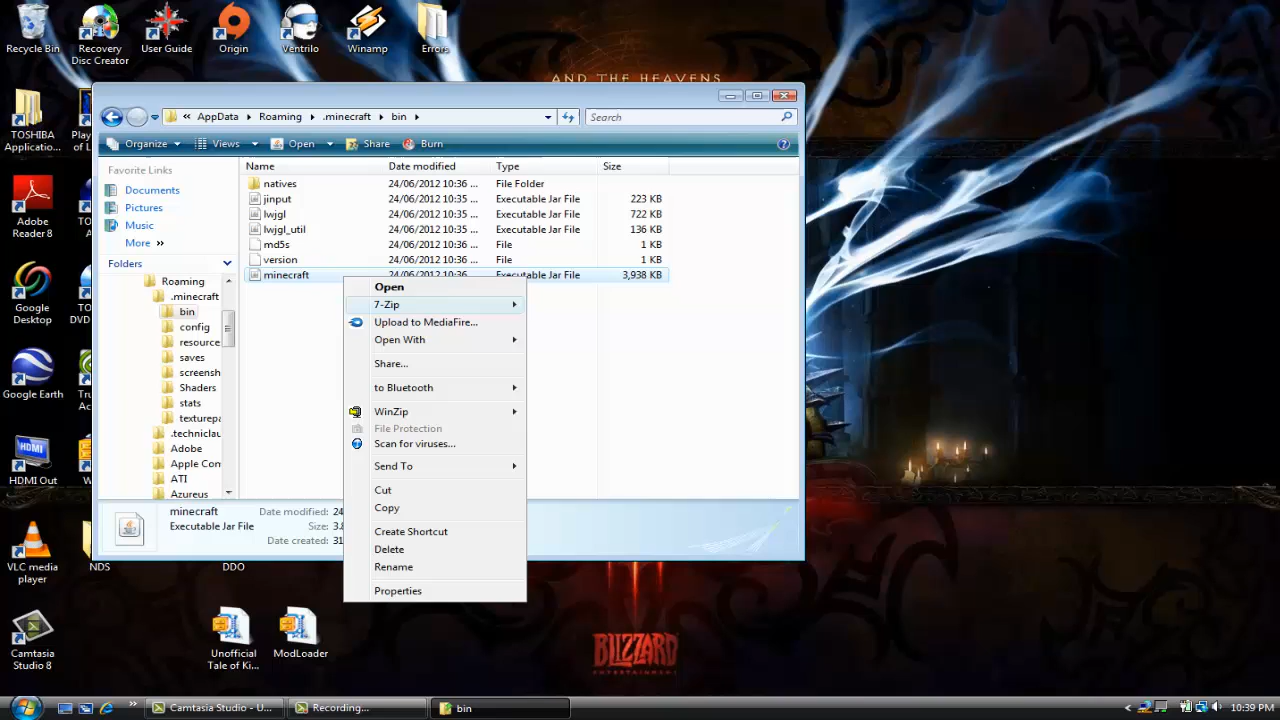 Recycle Bin
Recovery
Disc Creator
User Guide
Origin
Ventrilo
Winamp
Errors
AND THE HEAVENS
TOSHIBA
Applicatio...
Adobe
Reader 8
Google
Desktop
Google Earth
HDMI
HDMI Out
VLC media
player
NDS
DDO
Camtasia
Studio 8
Unofficial
Tale of Ki...
ModLoader
« AppData Roaming .minecraft bin
Search
Organize Views Open Share Burn
Favorite Links
Documents
Pictures
Music
More »
Folders
Roaming
.minecraft
bin
config
resource
saves
screensh
Shaders
stats
texturepa
.techniclau
Adobe
Apple Com
ATI
Azureus
Name Date modified Type Size
natives 24/06/2012 10:36 ... File Folder
jinput 24/06/2012 10:36 ... Executable Jar File 223 KB
lwjgl 24/06/2012 10:35 ... Executable Jar File 722 KB
lwjgl_util 24/06/2012 10:35 ... Executable Jar File 136 KB
md5s 24/06/2012 10:36 ... File 1 KB
version 24/06/2012 10:36 ... File 1 KB
minecraft 24/06/2012 10:36 Executable Jar File 3,938 KB
Open
7-Zip
Upload to MediaFire...
Open With
Share...
to Bluetooth
WinZip
File Protection
Scan for viruses...
Send To
Cut
Copy
Create Shortcut
Delete
Rename
Properties
minecraft Date modified: 24
Executable Jar File Size: 3.8
Date created: 31
BLIZZARD
ENTERTAINMENT
Camtasia Studio - U...
Recording...
bin
10:39 PM